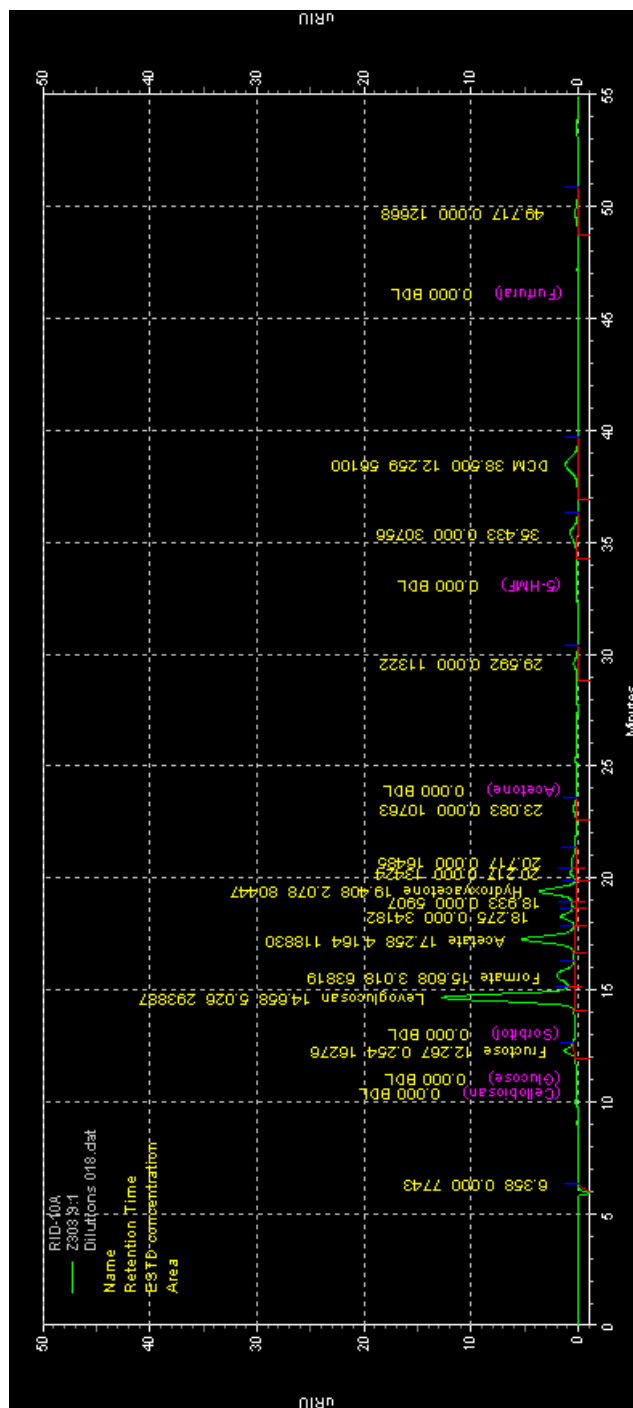 RID-10A
Z303 9:1
Dilutions 018.dat
Name
Retention Time
ESTD concentration
Area
uRIU
uRIU
50
40
30
20
10
0
50
40
30
20
10
0
0
5
10
15
20
25
30
35
40
45
50
55
Minutes
6.358 0.000 7743
(Cellobiosan) 0.000 BDL
(Glucose) 0.000 BDL
Fructose 12.267 0.254 16276
(Sorbitol) 0.000 BDL
Levoglucosan 14.658 5.026 293887
Formate 15.608 3.018 63819
Acetate 17.258 4.164 118830
18.275 0.000 34182
18.933 0.000 5907
Hydroxyacetone 19.408 2.078 80447
20.217 0.000 13424
20.717 0.000 16485
23.083 0.000 10763
(Acetone) 0.000 BDL
29.592 0.000 11322
(5-HMF) 0.000 BDL
35.433 0.000 30756
DCM 38.500 12.259 56100
(Furfural) 0.000 BDL
49.717 0.000 12668